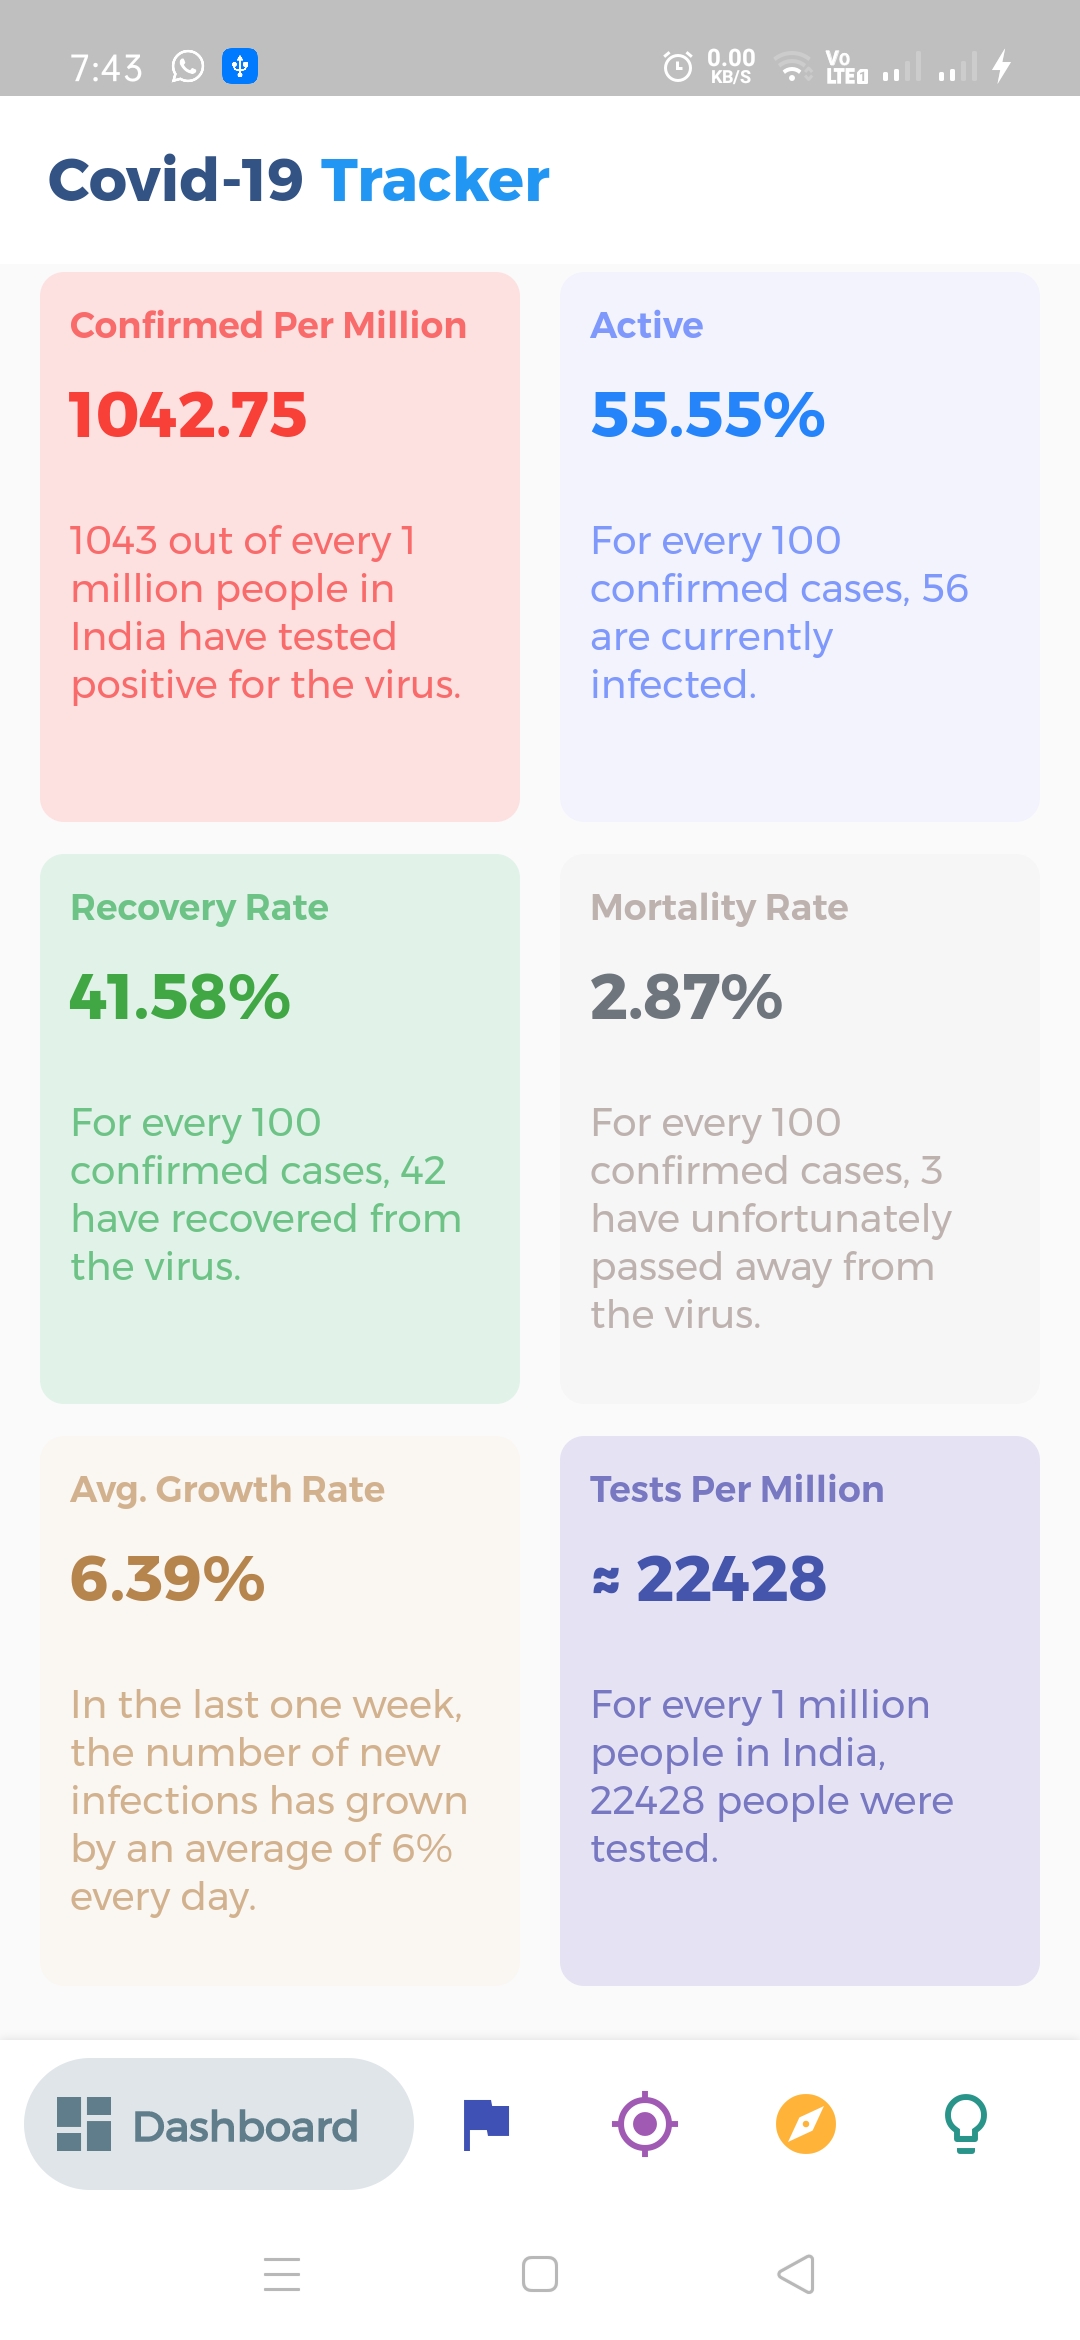 7:43
0.00
KB/S
Vo
LTE1
Covid-19 Tracker
Confirmed Per Million
1042.75
1043 out of every 1
million people in
India have tested
positive for the virus.
Active
55.55%
For every 100
confirmed cases, 56
are currently
infected.
Recovery Rate
41.58%
For every 100
confirmed cases, 42
have recovered from
the virus.
Mortality Rate
2.87%
For every 100
confirmed cases, 3
have unfortunately
passed away from
the virus.
Avg. Growth Rate
6.39%
In the last one week,
the number of new
infections has grown
by an average of 6%
every day.
Tests Per Million
≈ 22428
For every 1 million
people in India,
22428 people were
tested.
Dashboard